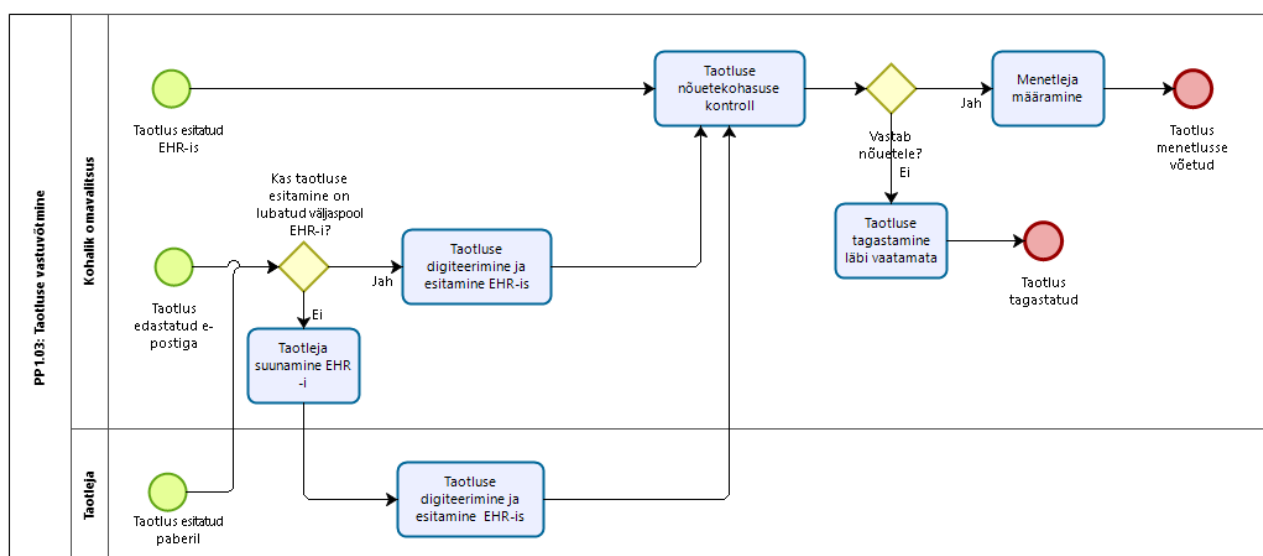 PP1.03: Taotluse vastuvõtmine
Kohalik omavalitsus
Taotleja
Taotlus esitatud
EHR-is
Taotluse
nõuetekohasuse
kontroll
Vastab
nõuetele?
Jah
Ei
Menetleja
määramine
Taotlus
menetlusse
võetud
Taotluse
tagastamine
läbi vaatamata
Taotlus
tagastatud
Taotlus
edastatud e-
postiga
Kas taotluse
esitamine on
lubatud väljaspool
EHR-i?
Jah
Ei
Taotluse
digiteerimine ja
esitamine EHR-is
Taotleja
suunamine EHR
-i
Taotlus esitatud
paberil
Taotluse
digiteerimine ja
esitamine EHR-is